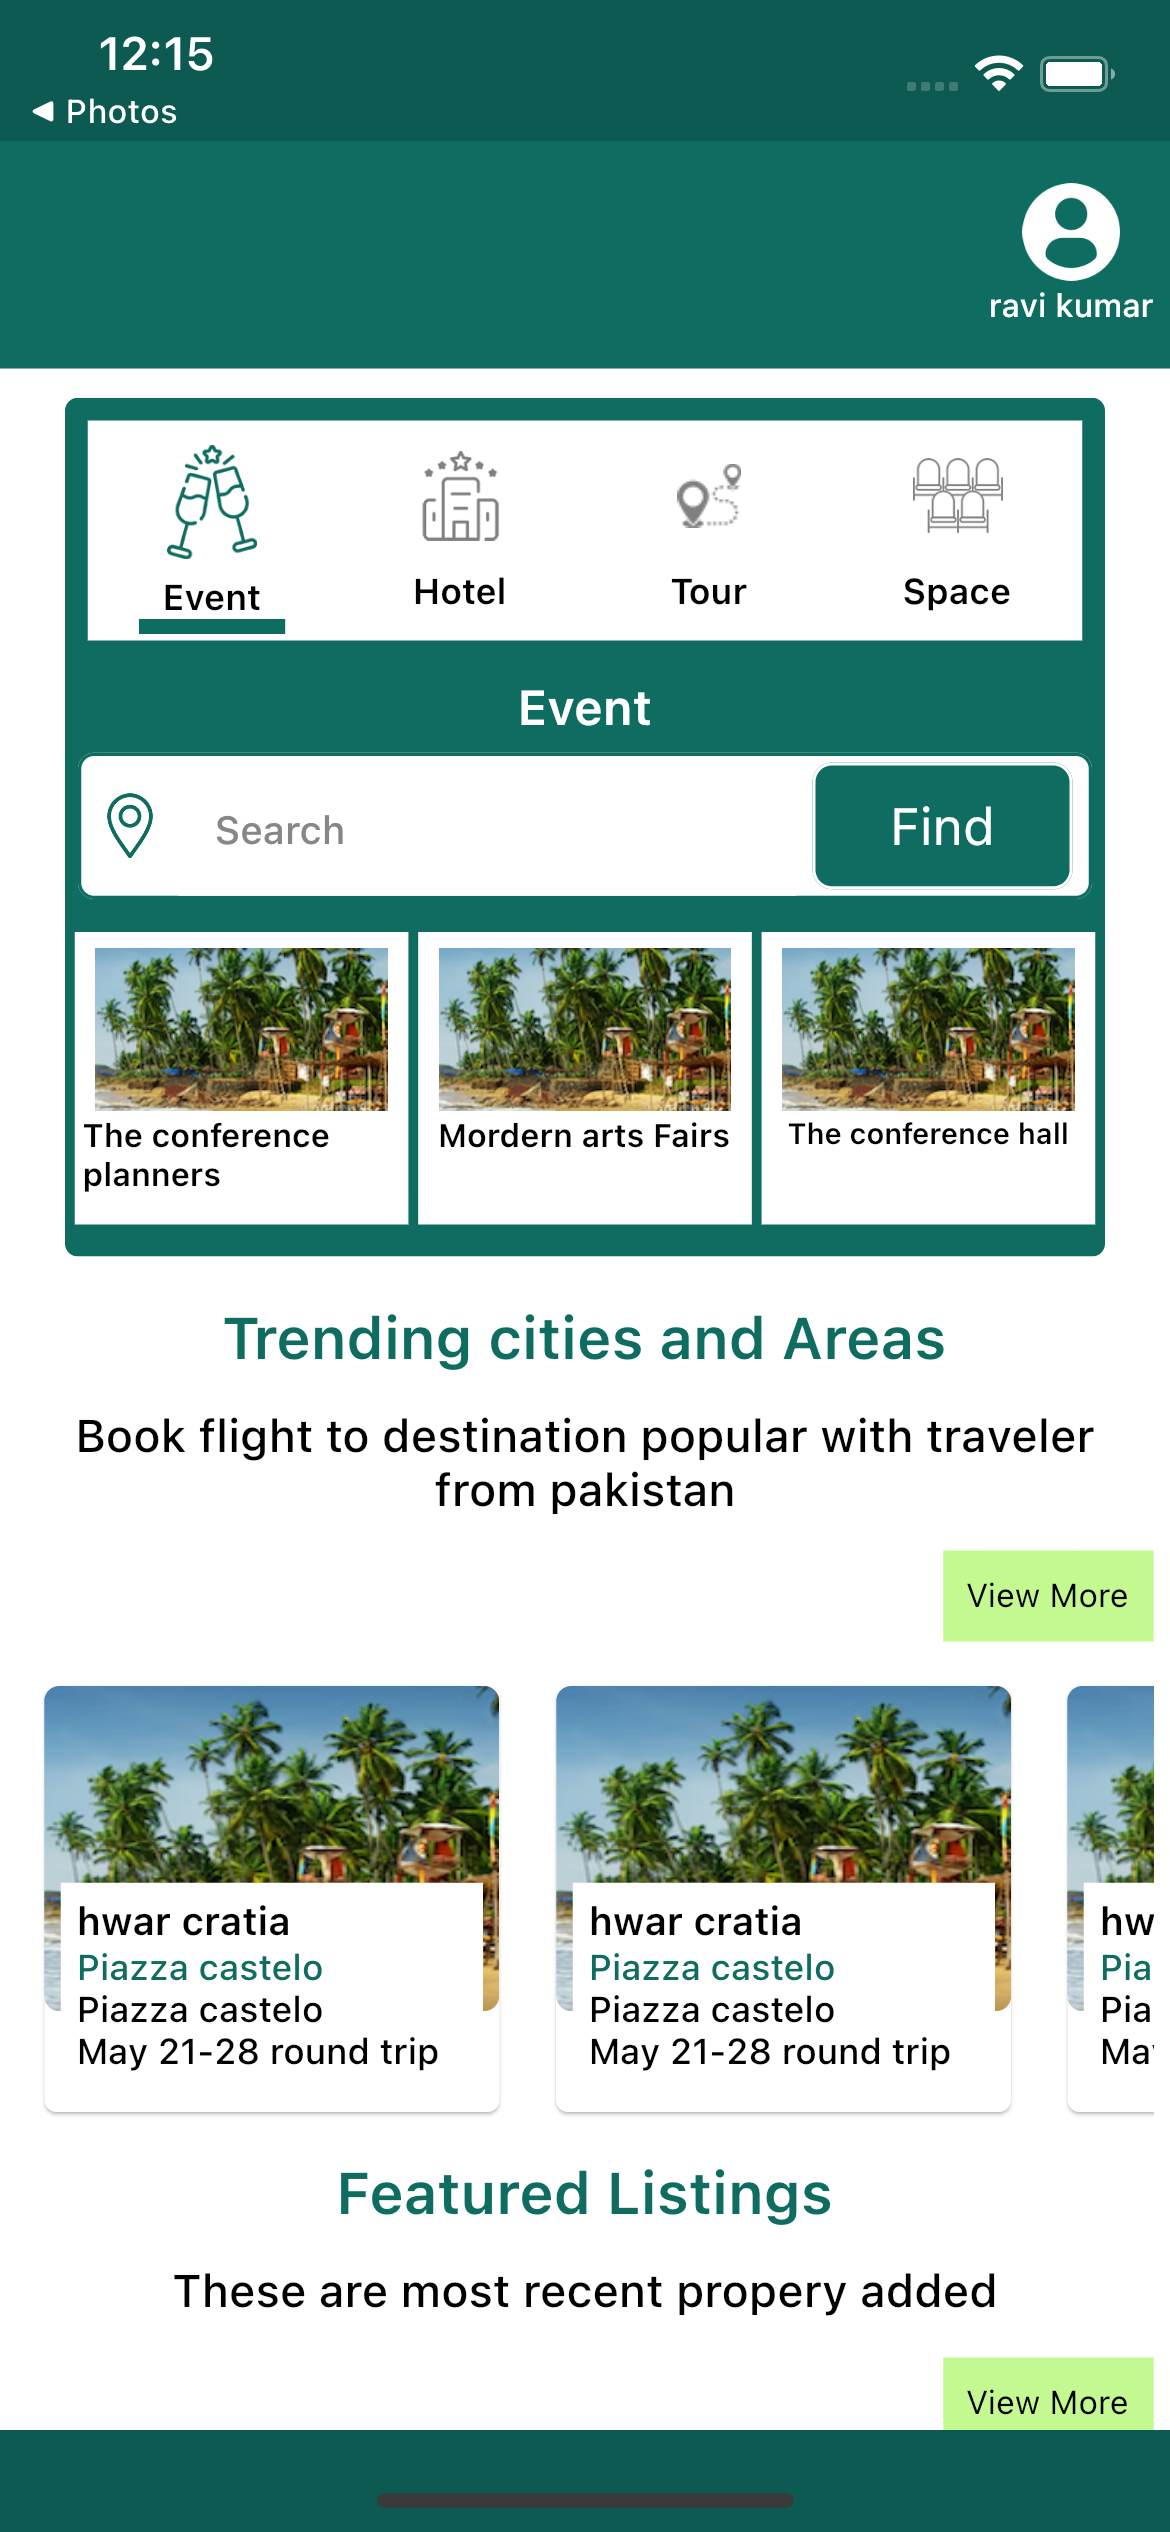 12:15
Photos
ravi kumar
Event
Hotel
Tour
Space
Event
Search
Find
The conference
planners
Mordern arts Fairs
The conference hall
Trending cities and Areas
Book flight to destination popular with traveler
from pakistan
View More
hwar cratia
Piazza castelo
Piazza castelo
May 21-28 round trip
hwar cratia
Piazza castelo
Piazza castelo
May 21-28 round trip
hw
Pia
Pia
Ma
Featured Listings
These are most recent propery added
View More